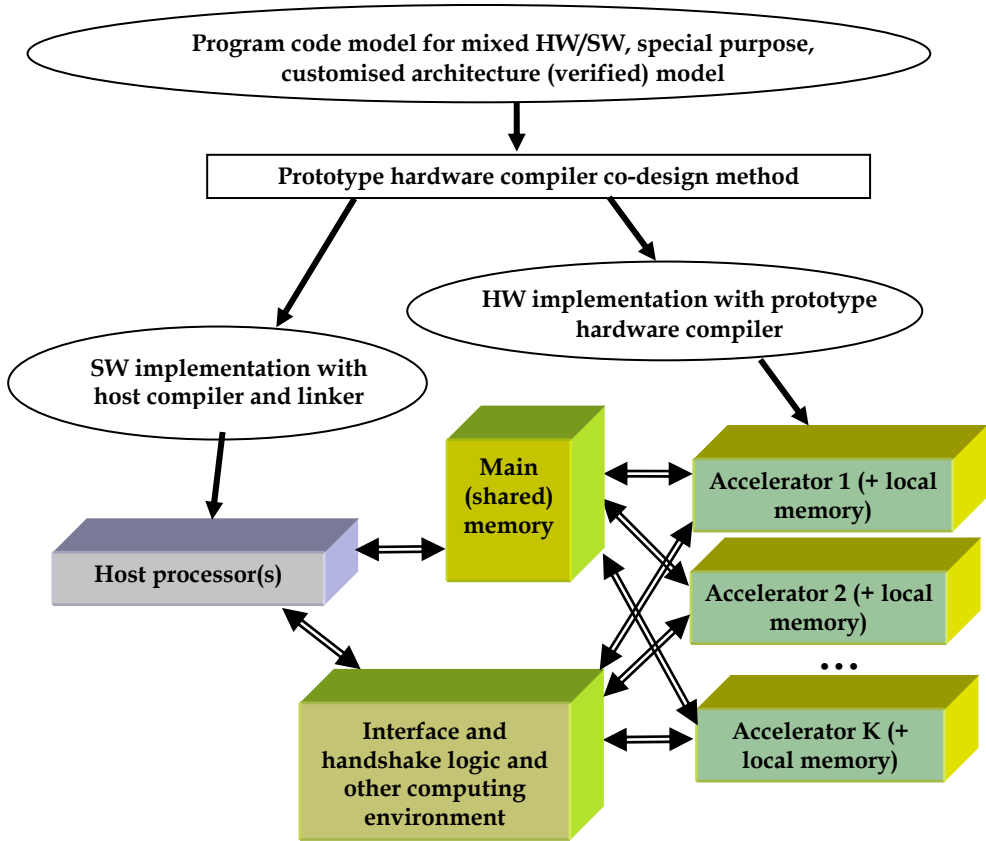 Program code model for mixed HW/SW, special purpose,
customised architecture (verified) model
Prototype hardware compiler co-design method
HW implementation with prototype
hardware compiler
SW implementation with
host compiler and linker
Main
(shared)
memory
Accelerator 1 (+ local
memory)
Host processor(s)
Accelerator 2 (+ local
memory)
...
Interface and
handshake logic and
other computing
environment
Accelerator K (+
local memory)